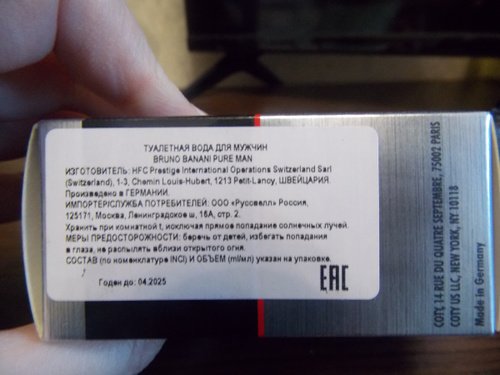 ТУАЛЕТНАЯ ВОДА ДЛЯ МУЖЧИН
BRUNO BANANI PURE MAN
ИЗГОТОВИТЕЛЬ: HFC Prestige International Operations Switzerland Sarl
(Switzerland), 1-3, Chemin Louis-Hubert, 1213 Petit-Lancy, ШВЕЙЦАРИЯ.
Произведено в ГЕРМАНИИ.
ИМПОРТЕР/СЛУЖБА ПОТРЕБИТЕЛЕЙ: ООО «Руссвелл» Россия,
125171, Москва, Ленинградское ш, 16А, стр. 2.
Хранить при комнатной t, исключая прямое попадание солнечных лучей.
МЕРЫ ПРЕДОСТОРОЖНОСТИ: беречь от детей, избегать попадания
в глаза, не распылять вблизи открытого огня.
СОСТАВ (по номенклатуре INCI) И ОБЪЕМ (ml/мл) указан на упаковке.
Годен до: 04.2025
EAC
COTY, 14 RUE DU QUATRE SEPTEMBRE, 75002 PARIS
COTY US LLC, NEW YORK, NY 10118
Made in Germany